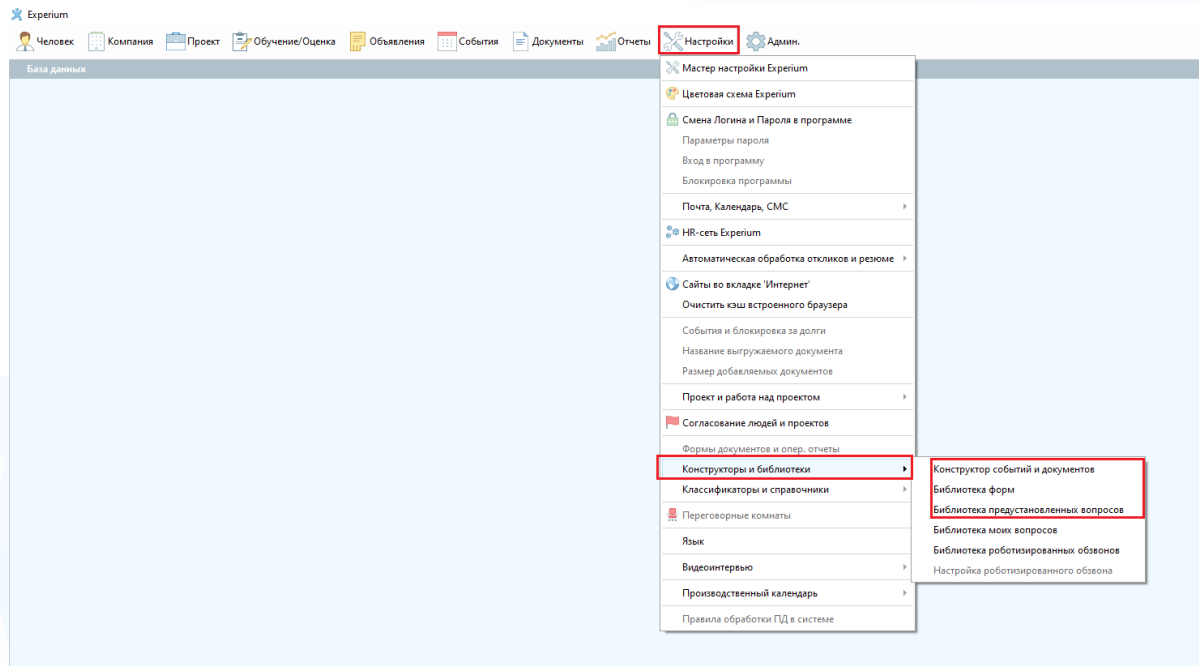 Experium
Человек Компания Проект Обучение/Оценка Объявления События Документы Отчеты Настройки Админ.
База данных
Мастер настройки Experium
Цветовая схема Experium
Смена Логина и Пароля в программе
Параметры пароля
Вход в программу
Блокировка программы
Почта, Календарь, СМС
HR-сеть Experium
Автоматическая обработка откликов и резюме
Сайты во вкладке 'Интернет'
Очистить кэш встроенного браузера
События и блокировка за долги
Название выгружаемого документа
Размер добавляемых документов
Проект и работа над проектом
Согласование людей и проектов
Формы документов и опер. отчеты
Конструкторы и библиотеки
Классификаторы и справочники
Переговорные комнаты
Язык
Видеоинтервью
Производственный календарь
Правила обработки ПД в системе
Конструктор событий и документов
Библиотека форм
Библиотека предустановленных вопросов
Библиотека моих вопросов
Библиотека роботизированных обзвонов
Настройка роботизированного обзвона